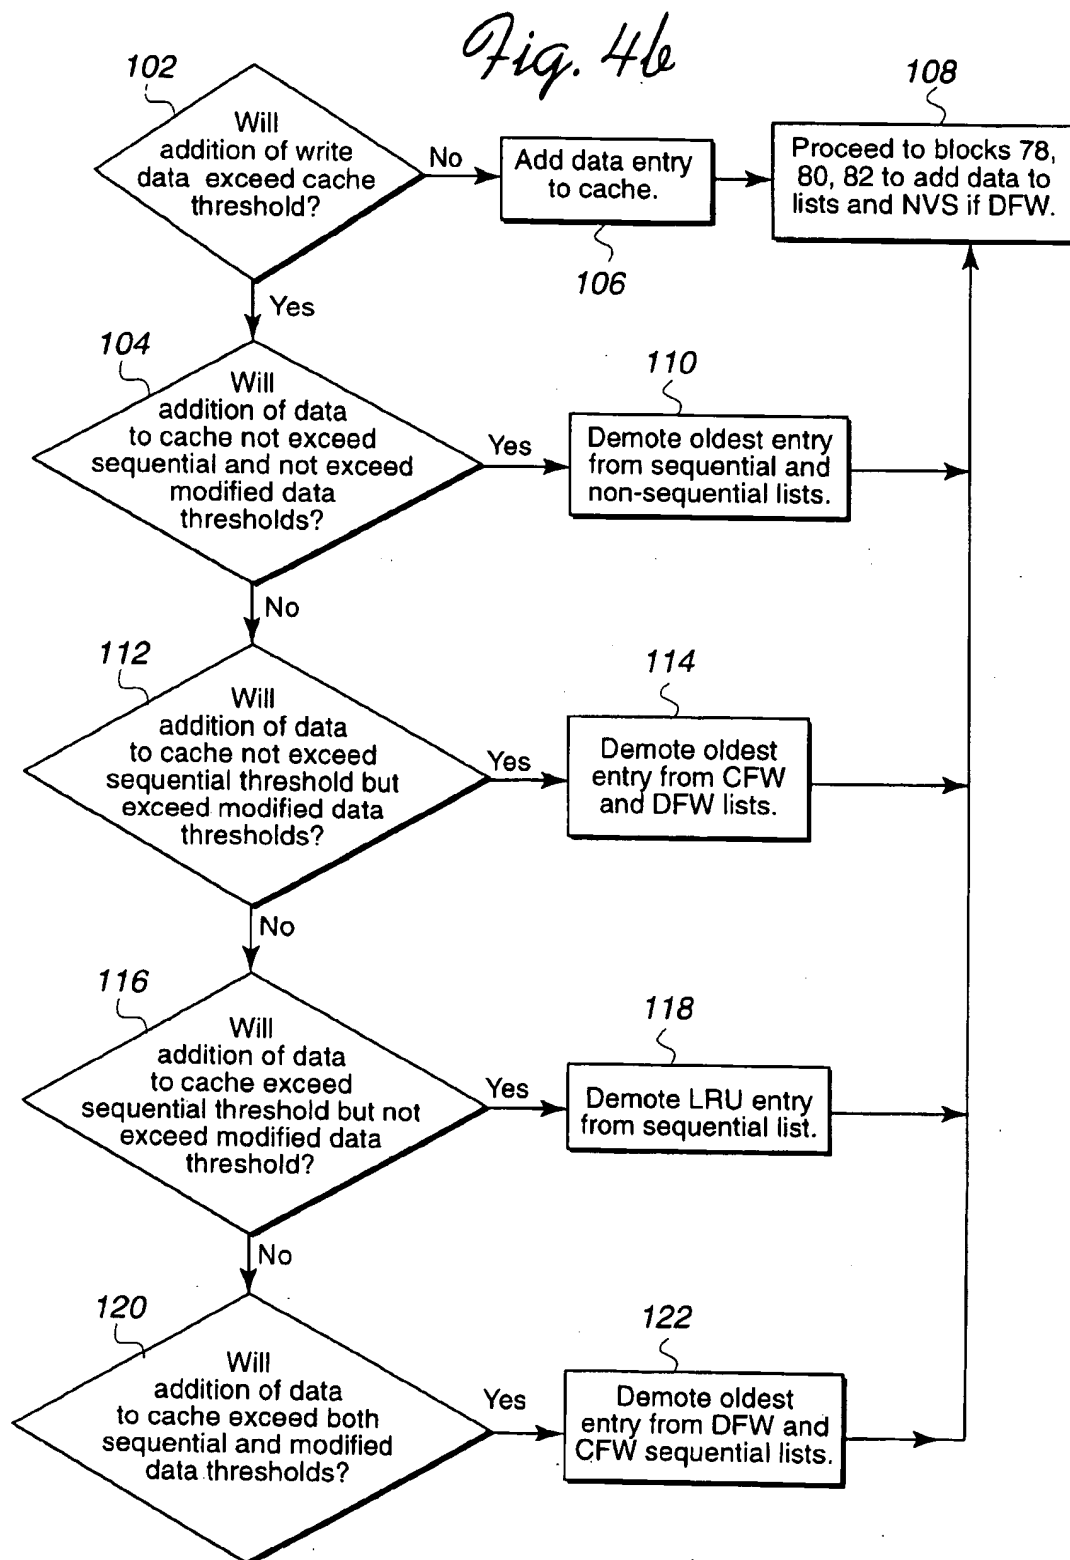 Fig. 4b
102
Will
addition of write
data exceed cache
threshold?
No
Add data entry
to cache.
106
108
Proceed to blocks 78,
80, 82 to add data to
lists and NVS if DFW.
Yes
104
Will
addition of data
to cache not exceed
sequential and not exceed
modified data
thresholds?
Yes
110
Demote oldest entry
from sequential and
non-sequential lists.
No
112
Will
addition of data
to cache not exceed
sequential threshold but
exceed modified data
thresholds?
Yes
114
Demote oldest
entry from CFW
and DFW lists.
No
116
Will
addition of data
to cache exceed
sequential threshold but not
exceed modified data
threshold?
Yes
118
Demote LRU entry
from sequential list.
No
120
Will
addition of data
to cache exceed both
sequential and modified
data thresholds?
Yes
122
Demote oldest
entry from DFW and
CFW sequential lists.